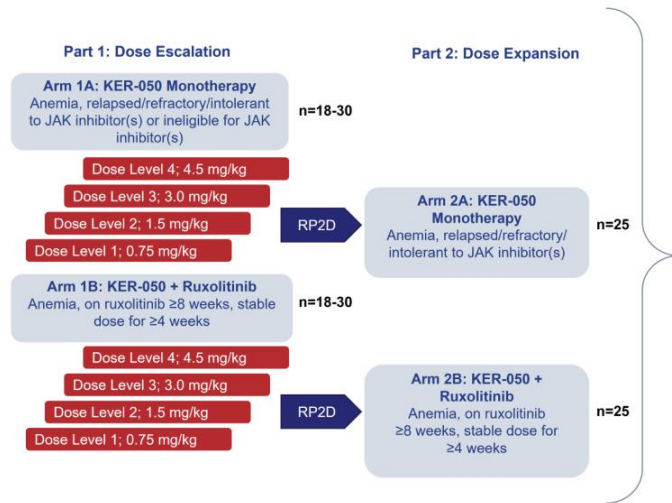 Part 1: Dose Escalation
Part 2: Dose Expansion
Arm 1A: KER-050 Monotherapy
Anemia, relapsed/refractory/intolerant
to JAK inhibitor(s) or ineligible for JAK
inhibitor(s)
n=18-30
Dose Level 4; 4.5 mg/kg
Dose Level 3; 3.0 mg/kg
Dose Level 2; 1.5 mg/kg
Dose Level 1; 0.75 mg/kg
RP2D
Arm 2A: KER-050
Monotherapy
Anemia, relapsed/refractory/
intolerant to JAK inhibitor(s)
n=25
Arm 1B: KER-050 + Ruxolitinib
Anemia, on ruxolitinib ≥8 weeks, stable
dose for ≥4 weeks
n=18-30
Dose Level 4; 4.5 mg/kg
Dose Level 3; 3.0 mg/kg
Dose Level 2; 1.5 mg/kg
Dose Level 1; 0.75 mg/kg
RP2D
Arm 2B: KER-050 +
Ruxolitinib
Anemia, on ruxolitinib
≥8 weeks, stable dose for
≥4 weeks
n=25